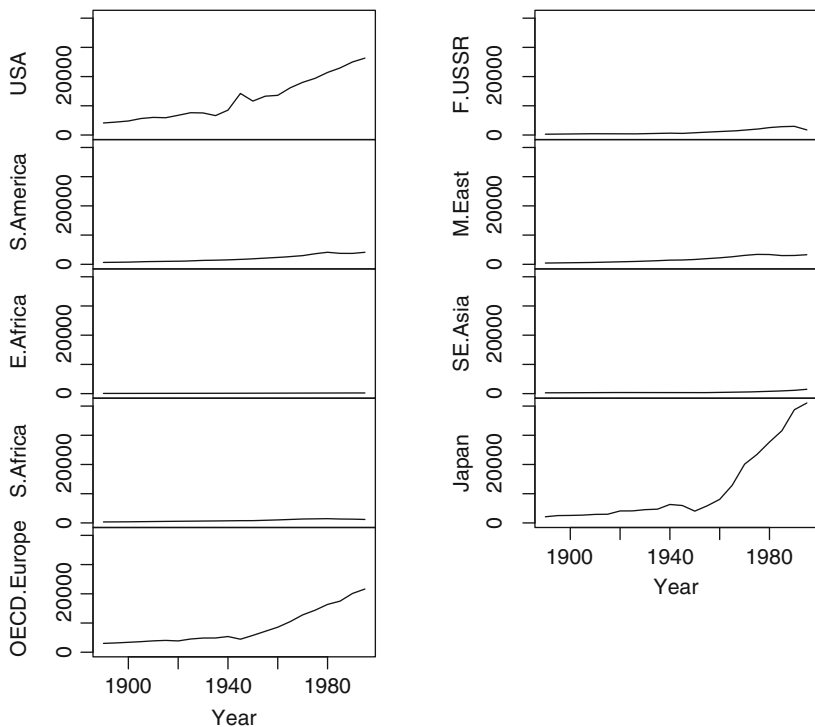 USA
0 20000
S.America
0 20000
E.Africa
0 20000
S.Africa
0 20000
OECD.Europe
0 20000
1900 1940 1980
Year
F.USSR
0 20000
M.East
0 20000
SE.Asia
0 20000
Japan
0 20000
1900 1940 1980
Year